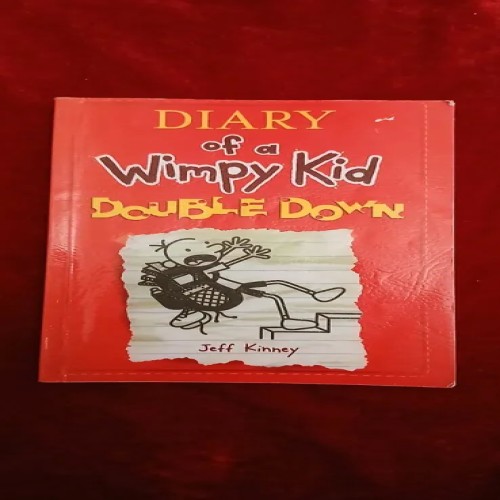 DIARY
of a
Wimpy Kid
DOUBLE DOWN
Jeff Kinney